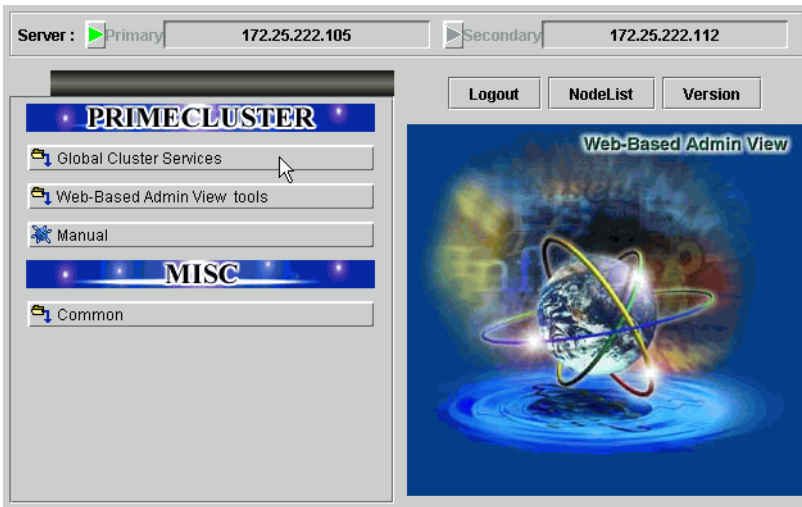 Server : Primary 172.25.222.105 Secondary 172.25.222.112
Logout NodeList Version
PRIMECLUSTER
Global Cluster Services
Web-Based Admin View tools
Manual
MISC
Common
Web-Based Admin View